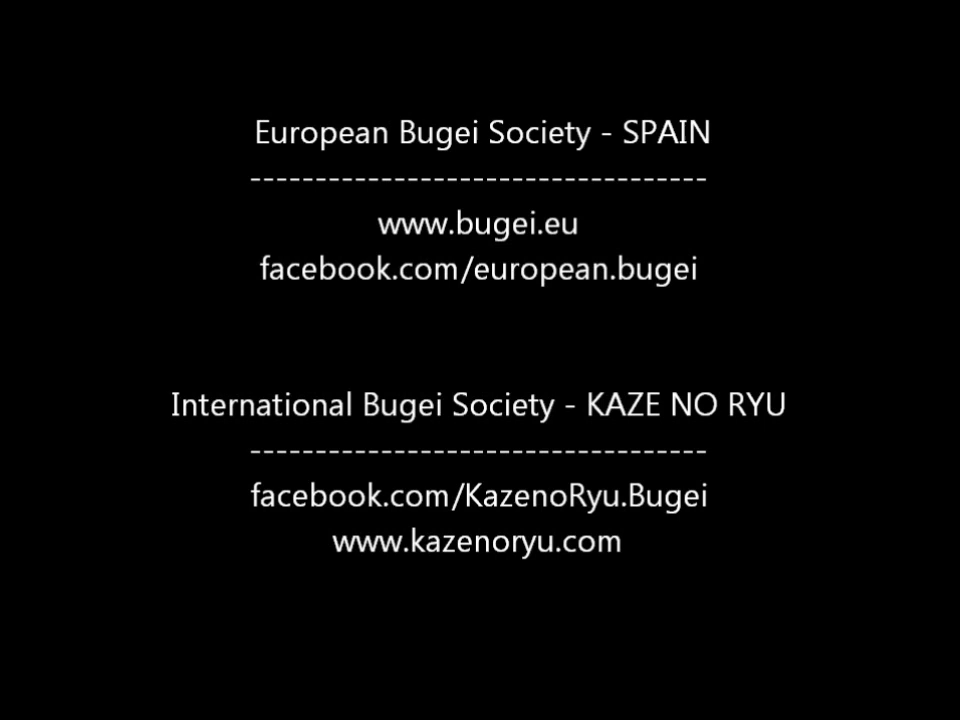 European Bugei Society - SPAIN
-----------------------------------
www.bugei.eu
facebook.com/european.bugei
International Bugei Society - KAZE NO RYU
-----------------------------------
facebook.com/KazenoRyu.Bugei
www.kazenoryu.com